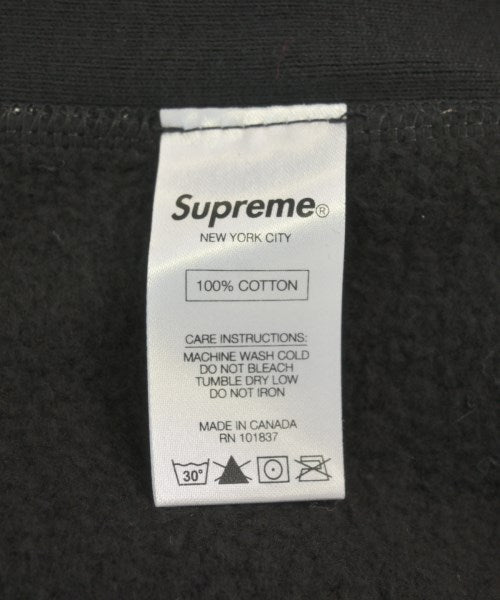 Supreme®
NEW YORK CITY
100% COTTON
CARE INSTRUCTIONS:
MACHINE WASH COLD
DO NOT BLEACH
TUMBLE DRY LOW
DO NOT IRON
MADE IN CANADA
RN 101837
30°